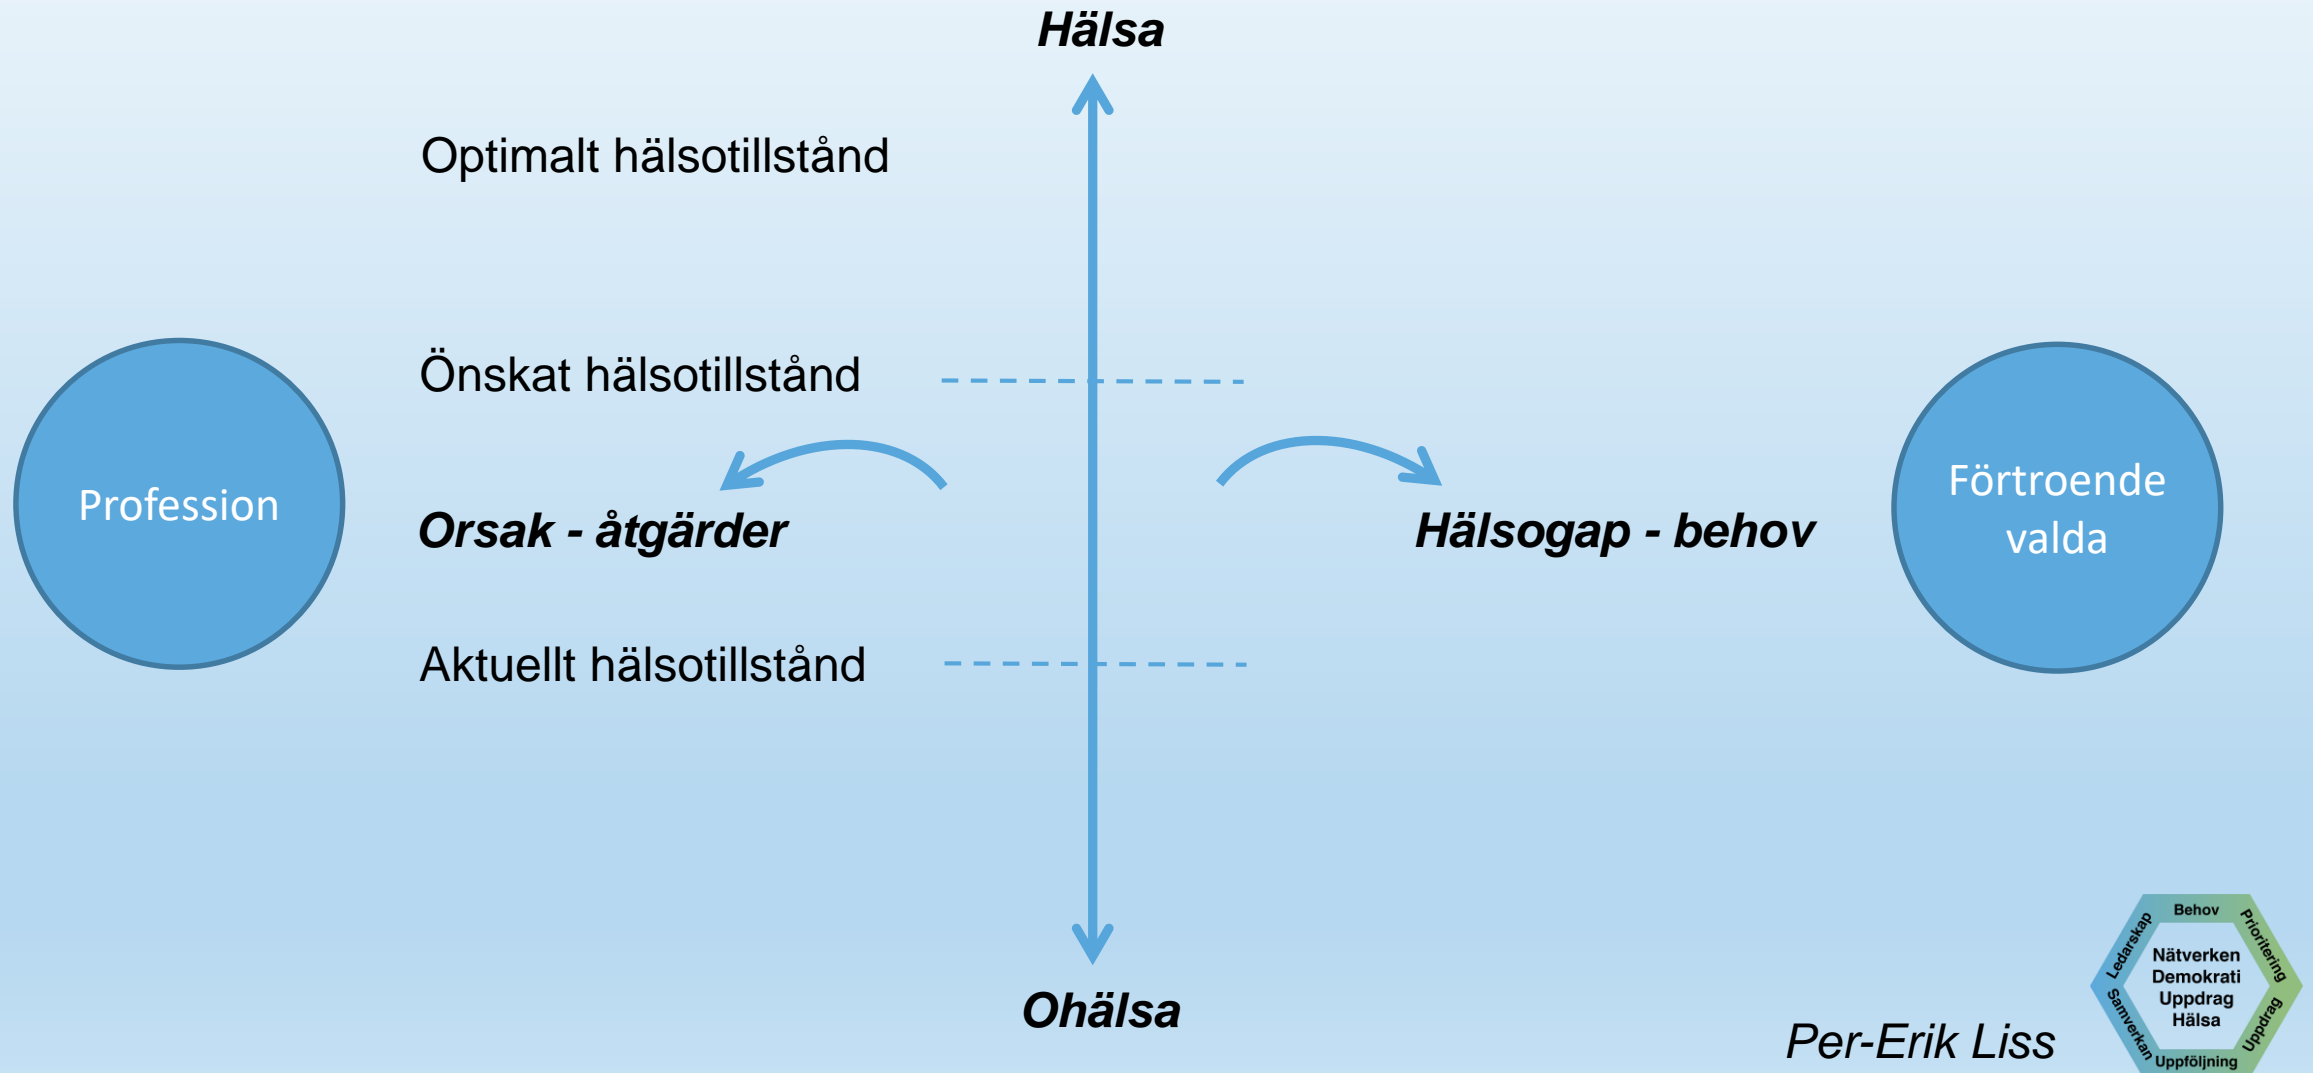 Hälsa
Optimalt hälsotillstånd
Önskat hälsotillstånd
Profession
Orsak - åtgärder
Hälsogap - behov
Förtroende
valda
Aktuellt hälsotillstånd
Ohälsa
Per-Erik Liss
Behov
Prioritering
Uppdrag
Uppföljning
Samverkan
Ledarskap
Nätverken
Demokrati
Uppdrag
Hälsa